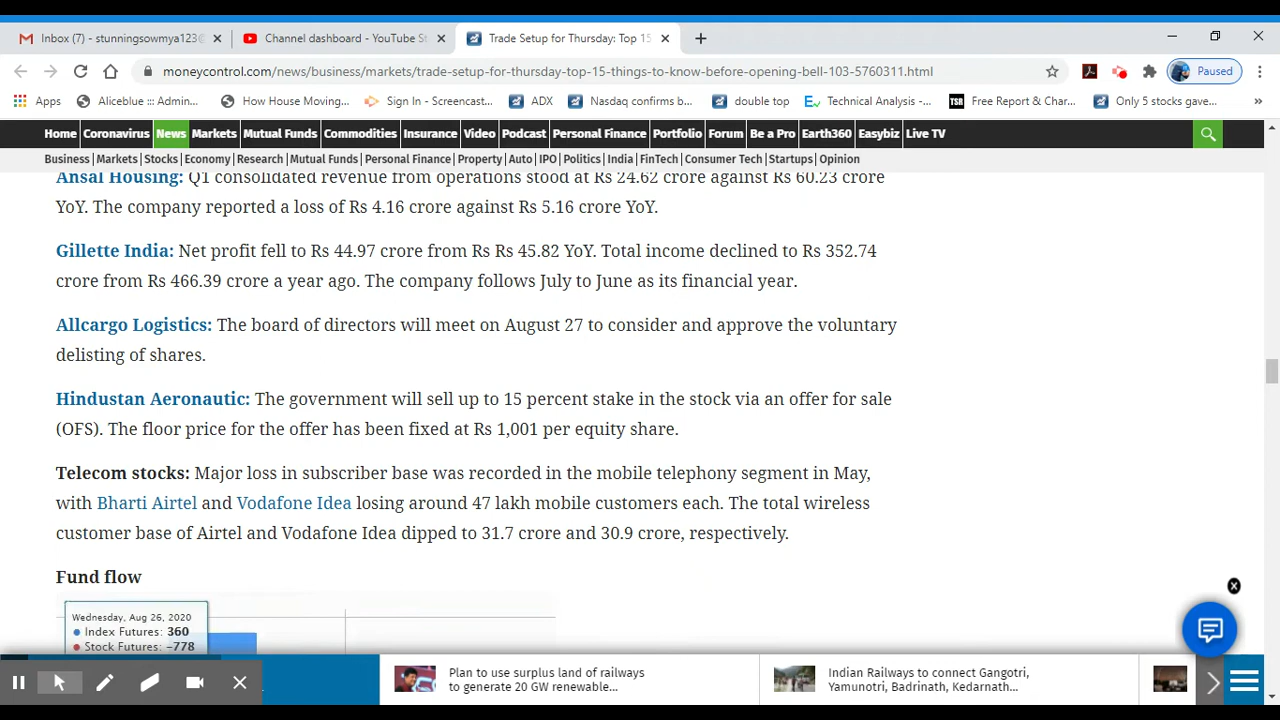 Inbox (7) - stunningsowmya123@
Channel dashboard - YouTube St
Trade Setup for Thursday: Top 15
moneycontrol.com/news/business/markets/trade-setup-for-thursday-top-15-things-to-know-before-opening-bell-103-5760311.html
Paused
Apps
Aliceblue ::: Admin...
How House Moving...
Sign In - Screencast...
ADX
Nasdaq confirms b...
double top
Technical Analysis -...
TSR
Free Report & Char...
Only 5 stocks gave...
»
Home Coronavirus News Markets Mutual Funds Commodities Insurance Video Podcast Personal Finance Portfolio Forum Be a Pro Earth360 Easybiz Live TV
Business | Markets | Stocks | Economy | Research | Mutual Funds | Personal Finance | Property | Auto | IPO | Politics | India | FinTech | Consumer Tech | Startups | Opinion
Ansal Housing: Q1 consolidated revenue from operations stood at Rs 24.62 crore against Rs 60.23 crore
YoY. The company reported a loss of Rs 4.16 crore against Rs 5.16 crore YoY.
Gillette India: Net profit fell to Rs 44.97 crore from Rs Rs 45.82 YoY. Total income declined to Rs 352.74
crore from Rs 466.39 crore a year ago. The company follows July to June as its financial year.
Allcargo Logistics: The board of directors will meet on August 27 to consider and approve the voluntary
delisting of shares.
Hindustan Aeronautic: The government will sell up to 15 percent stake in the stock via an offer for sale
(OFS). The floor price for the offer has been fixed at Rs 1,001 per equity share.
Telecom stocks: Major loss in subscriber base was recorded in the mobile telephony segment in May,
with Bharti Airtel and Vodafone Idea losing around 47 lakh mobile customers each. The total wireless
customer base of Airtel and Vodafone Idea dipped to 31.7 crore and 30.9 crore, respectively.
Fund flow
Wednesday, Aug 26, 2020
Index Futures: 360
Stock Futures: -778
Plan to use surplus land of railways
to generate 20 GW renewable...
Indian Railways to connect Gangotri,
Yamunotri, Badrinath, Kedarnath...